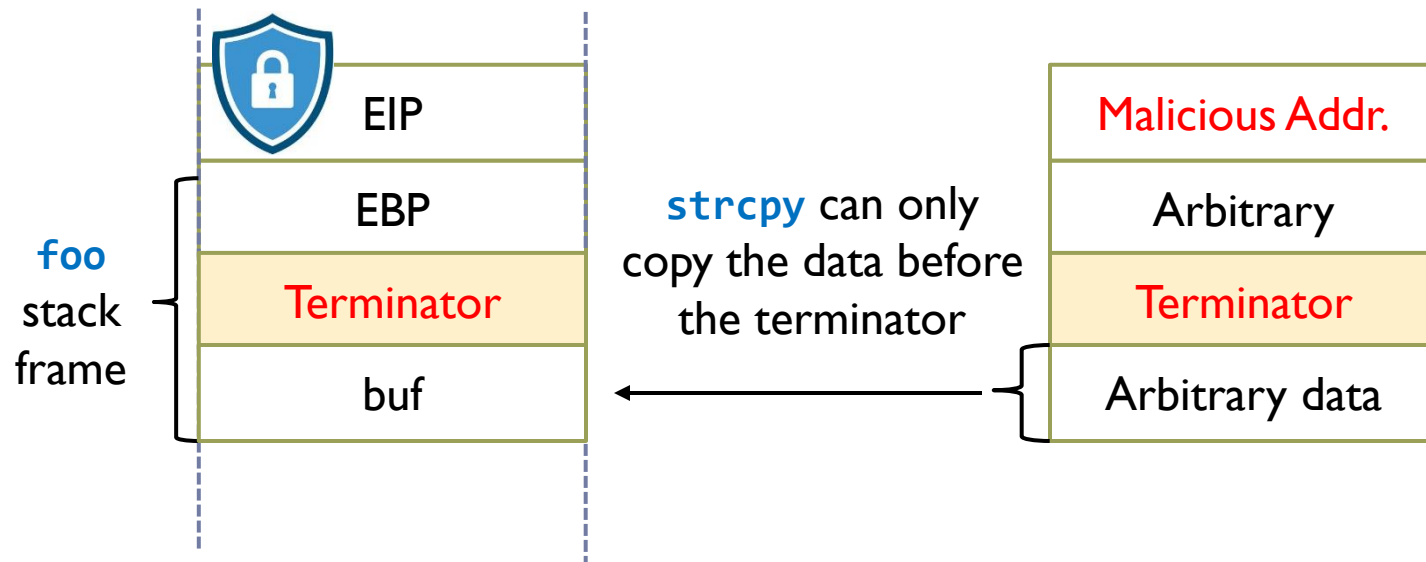 foo
stack
frame
EIP
EBP
Terminator
buf
strcpy can only
copy the data before
the terminator
Malicious Addr.
Arbitrary
Terminator
Arbitrary data